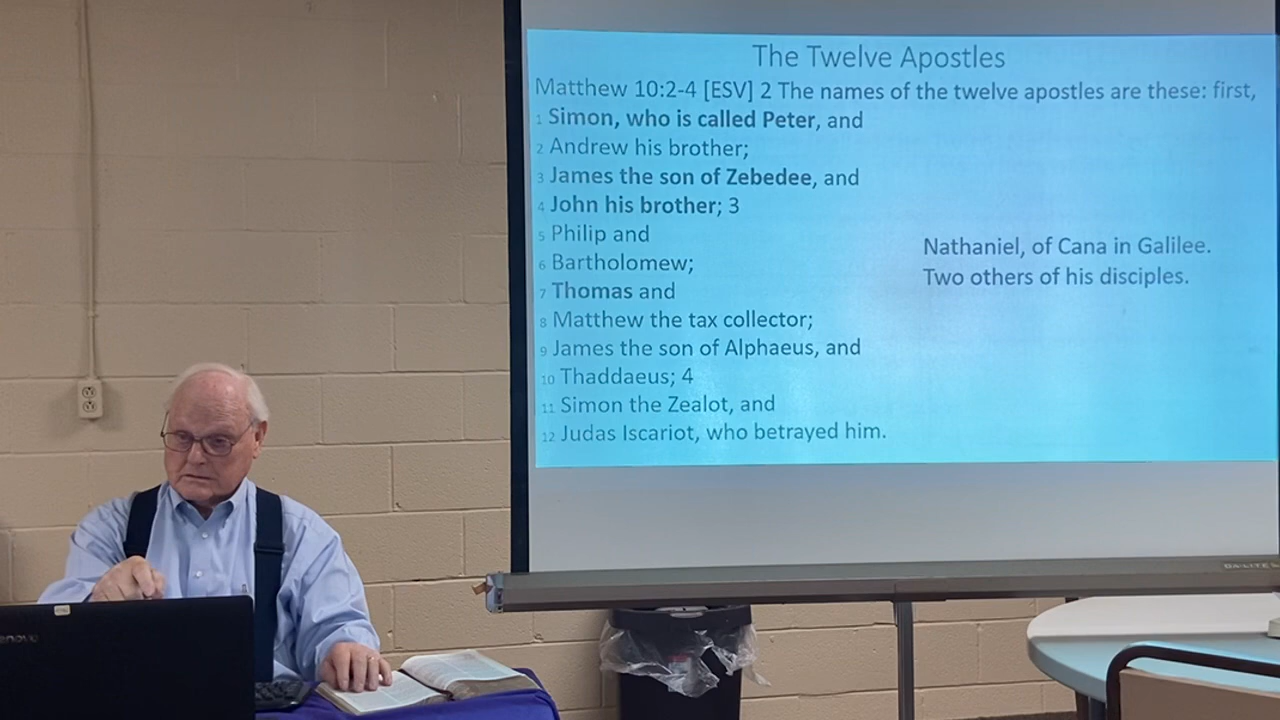 The Twelve Apostles
Matthew 10:2-4 [ESV] 2 The names of the twelve apostles are these: first,
1 Simon, who is called Peter, and
2 Andrew his brother;
3 James the son of Zebedee, and
4 John his brother; 3
5 Philip and
6 Bartholomew;
7 Thomas and
8 Matthew the tax collector;
9 James the son of Alphaeus, and
10 Thaddaeus; 4
11 Simon the Zealot, and
12 Judas Iscariot, who betrayed him.
Nathaniel, of Cana in Galilee.
Two others of his disciples.
DA-LITE
enovo